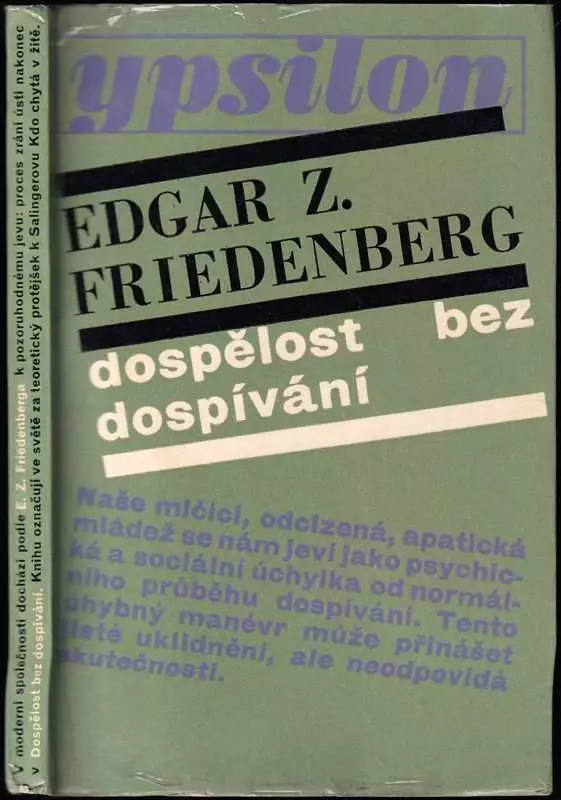 V moderní společnosti dochází podle E. Z. Friedenberga k pozoruhodnému jevu: proces zrání ústí nakonec
v Dospělost bez dospívání. Knihu označují ve světě za teoretický protějšek k Salingerovu Kdo chytá v žitě.
ypsilon
EDGAR Z.
FRIEDENBERG
dospělost bez
dospívání
Naše mlčící, odcizená, apatická
mládež se nám jeví jako psychic-
ká a sociální úchylka od normál-
ního průběhu dospívání. Tento
úhybný manévr může přinášet
jisté uklidnění, ale neodpovídá
skutečnosti.